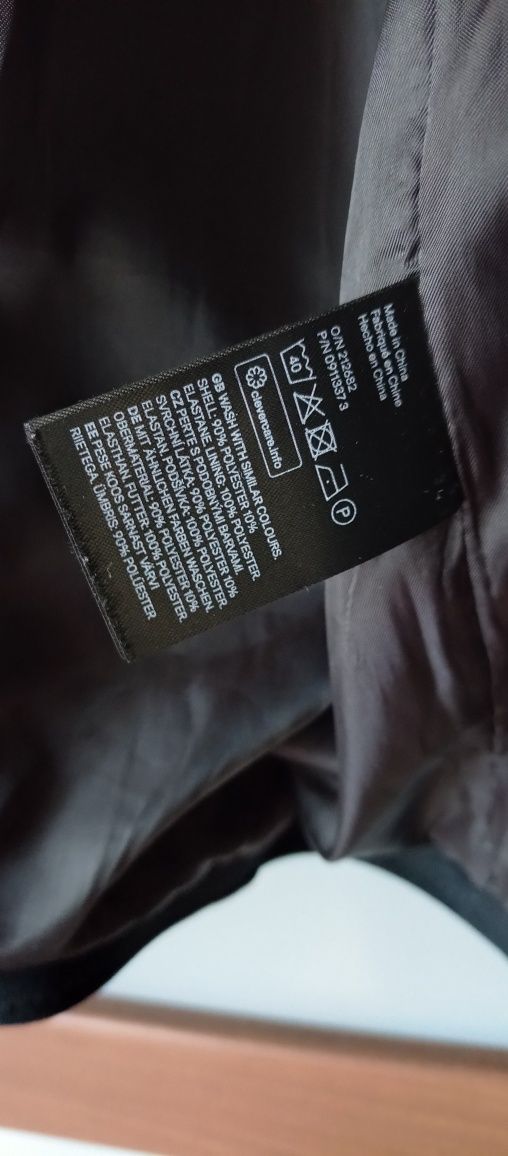 Made in China
Fabriqué en Chine
Hecho en China
O/N 212682
P/N 09113373
40
P
clevercare.info
GB WASH WITH SIMILAR COLOURS.
SHELL: 90% POLYESTER 10%
ELASTANE. LINING: 100% POLYESTER
CZ PERTE S PODOBNÝMI BARVAMI.
SVRCHNÍ LÁTKA: 90% POLYESTER 10%
ELASTAN. PODŠÍVKA: 100% POLYESTER
DE MIT ÄHNLICHEN FARBEN WASCHEN.
OBERMATERIAL: 90% POLYESTER 10%
ELASTHAN FUTTER: 100% POLYESTER.
EE PESE KOOS SARNAST VÄRVI
RIIETEGA. ÜMBRIS: 90% POLÜESTER